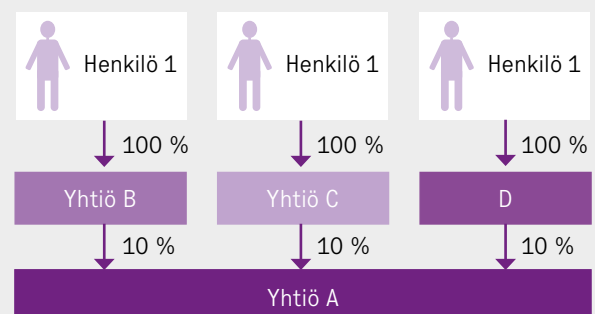 Henkilö 1 Henkilö 1 Henkilö 1
100 % 100 % 100 %
Yhtiö B Yhtiö C D
10 % 10 % 10 %
Yhtiö A